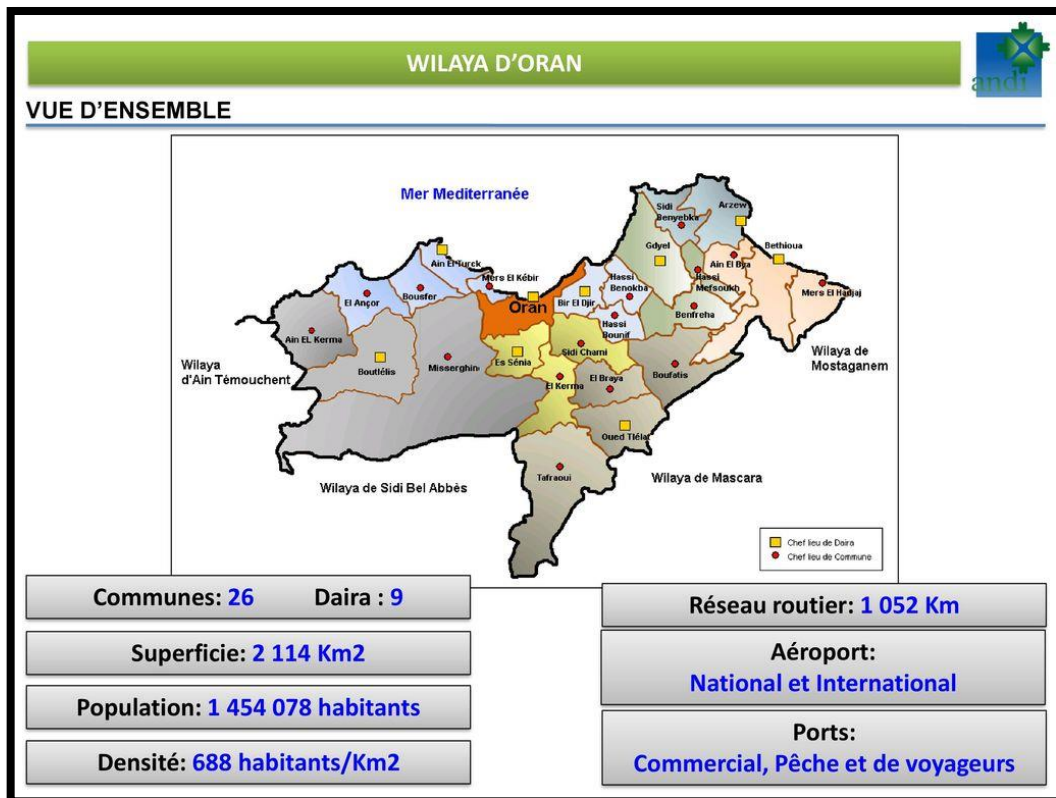 WILAYA D'ORAN
andi
VUE D'ENSEMBLE
Mer Mediterranée
Sidi
Benyebka
Arzew
Gdyel
Bethioua
Ain El Turck
Mers El Kébir
Hassi
Benokba
Ain El Bya
Hassi
Mefsoukh
El Ançor
Bousfer
Oran
Bir El Djir
Mers El Hadjaj
Benfreha
Hassi
Bounif
Ain EL Kerma
Sidi Chami
Wilaya
d'Ain Témouchent
Boutlélis
Misserghin
Es Sénia
Boufatis
Wilaya de
Mostaganem
El Kerma
El Braya
Oued Tlélat
Tafraoui
Wilaya de Sidi Bel Abbès
Wilaya de Mascara
Chef lieu de Daira
Chef lieu de Commune
Communes: 26 Daira : 9
Superficie: 2 114 Km2
Population: 1 454 078 habitants
Densité: 688 habitants/Km2
Réseau routier: 1 052 Km
Aéroport:
National et International
Ports:
Commercial, Pêche et de voyageurs